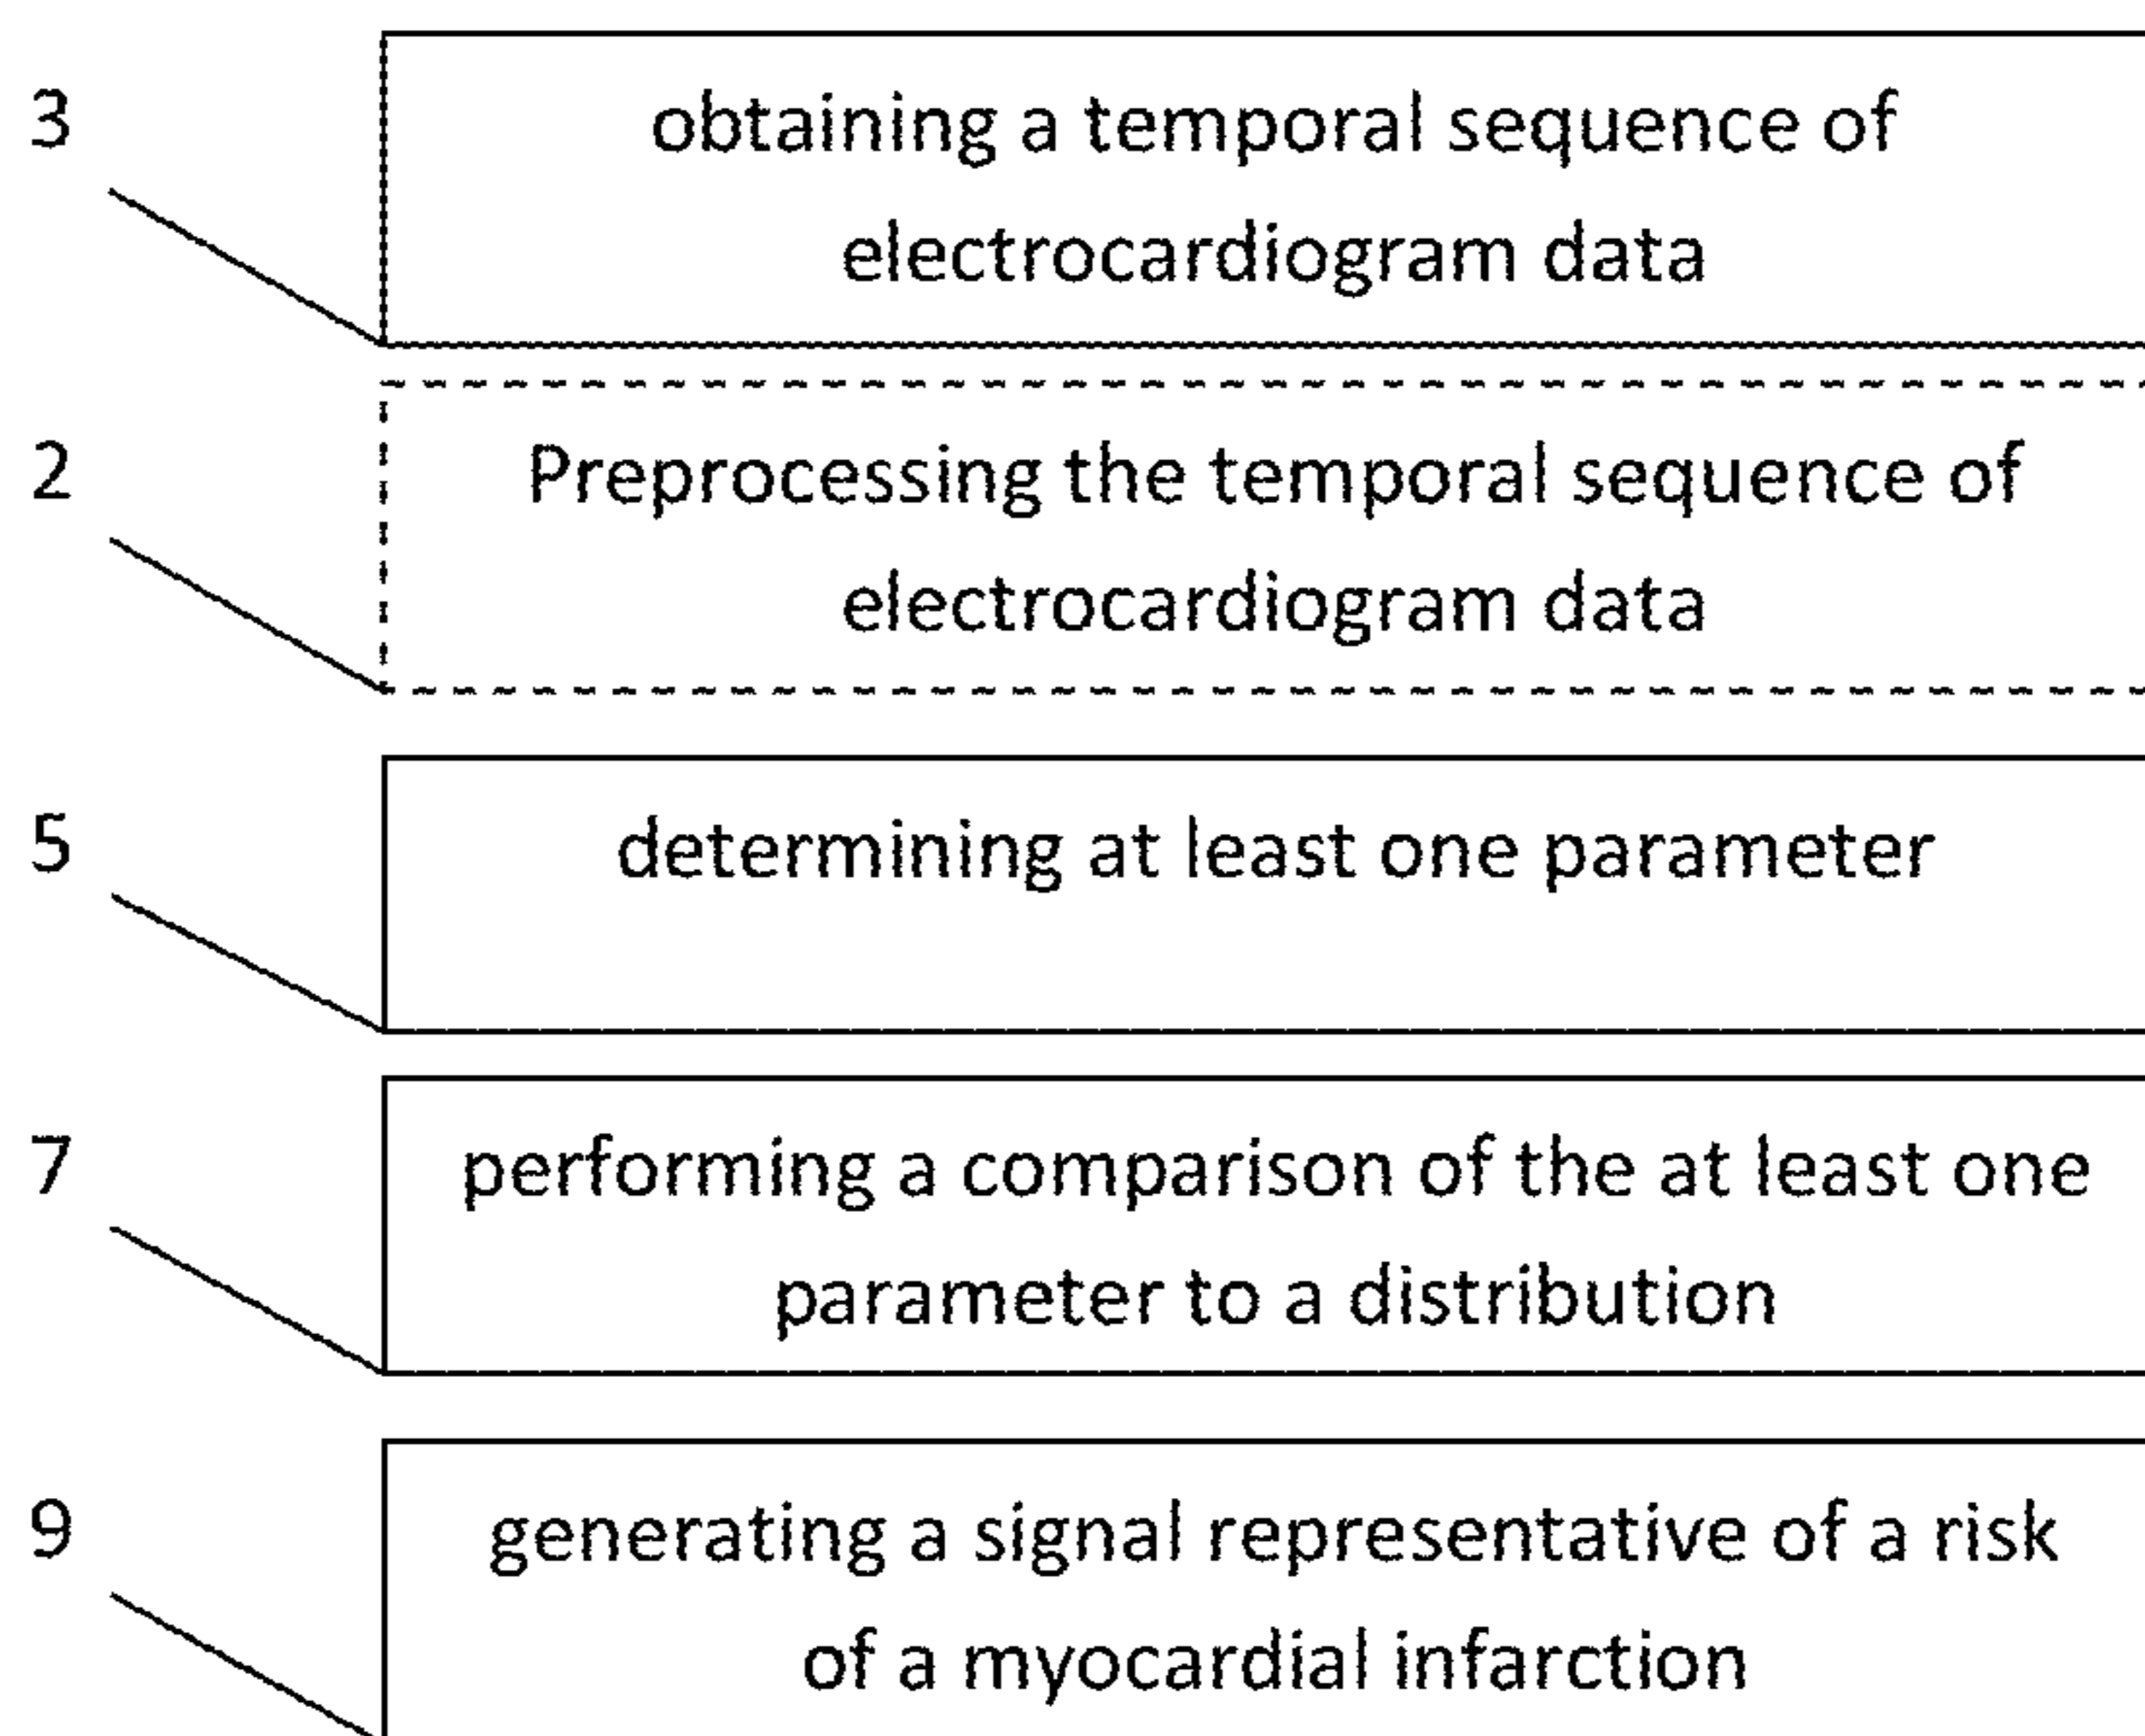 3
obtaining a temporal sequence of
electrocardiogram data
2
Preprocessing the temporal sequence of
electrocardiogram data
5
determining at least one parameter
7
performing a comparison of the at least one
parameter to a distribution
9
generating a signal representative of a risk
of a myocardial infarction